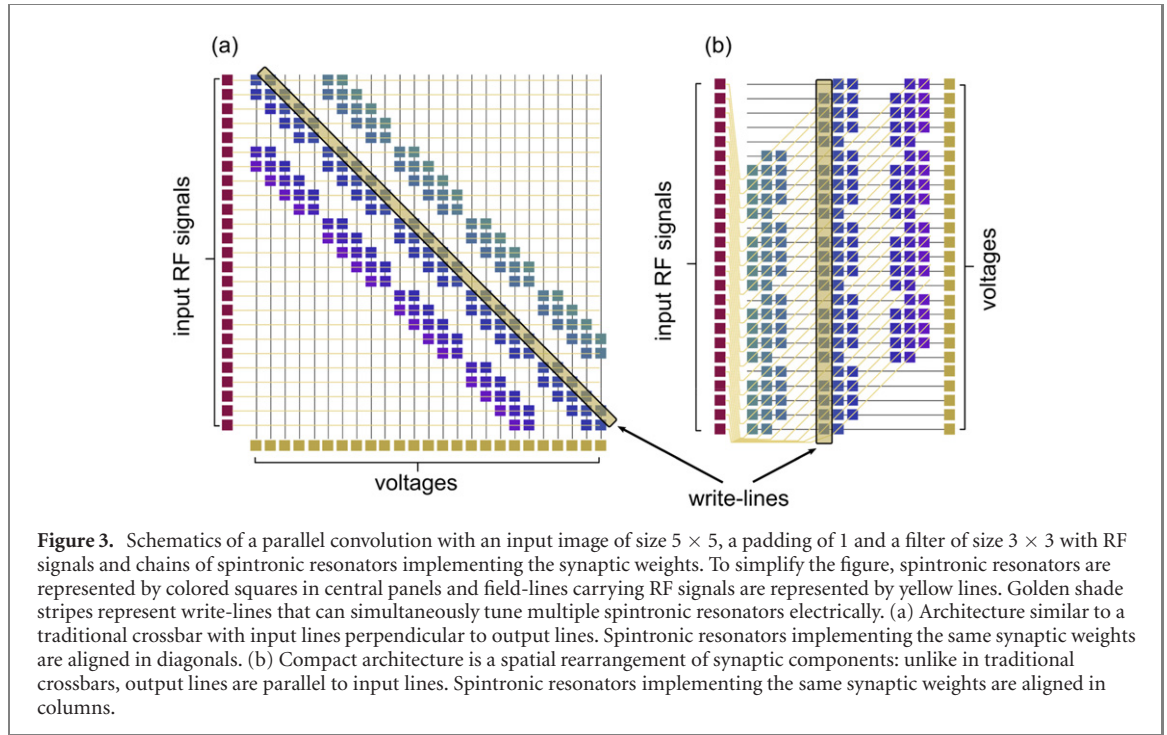 (a)
(b)
input RF signals
voltages
input RF signals
voltages
write-lines
Figure 3. Schematics of a parallel convolution with an input image of size 5 × 5, a padding of 1 and a filter of size 3 × 3 with RF
signals and chains of spintronic resonators implementing the synaptic weights. To simplify the figure, spintronic resonators are
represented by colored squares in central panels and field-lines carrying RF signals are represented by yellow lines. Golden shade
stripes represent write-lines that can simultaneously tune multiple spintronic resonators electrically. (a) Architecture similar to a
traditional crossbar with input lines perpendicular to output lines. Spintronic resonators implementing the same synaptic weights
are aligned in diagonals. (b) Compact architecture is a spatial rearrangement of synaptic components: unlike in traditional
crossbars, output lines are parallel to input lines. Spintronic resonators implementing the same synaptic weights are aligned in
columns.